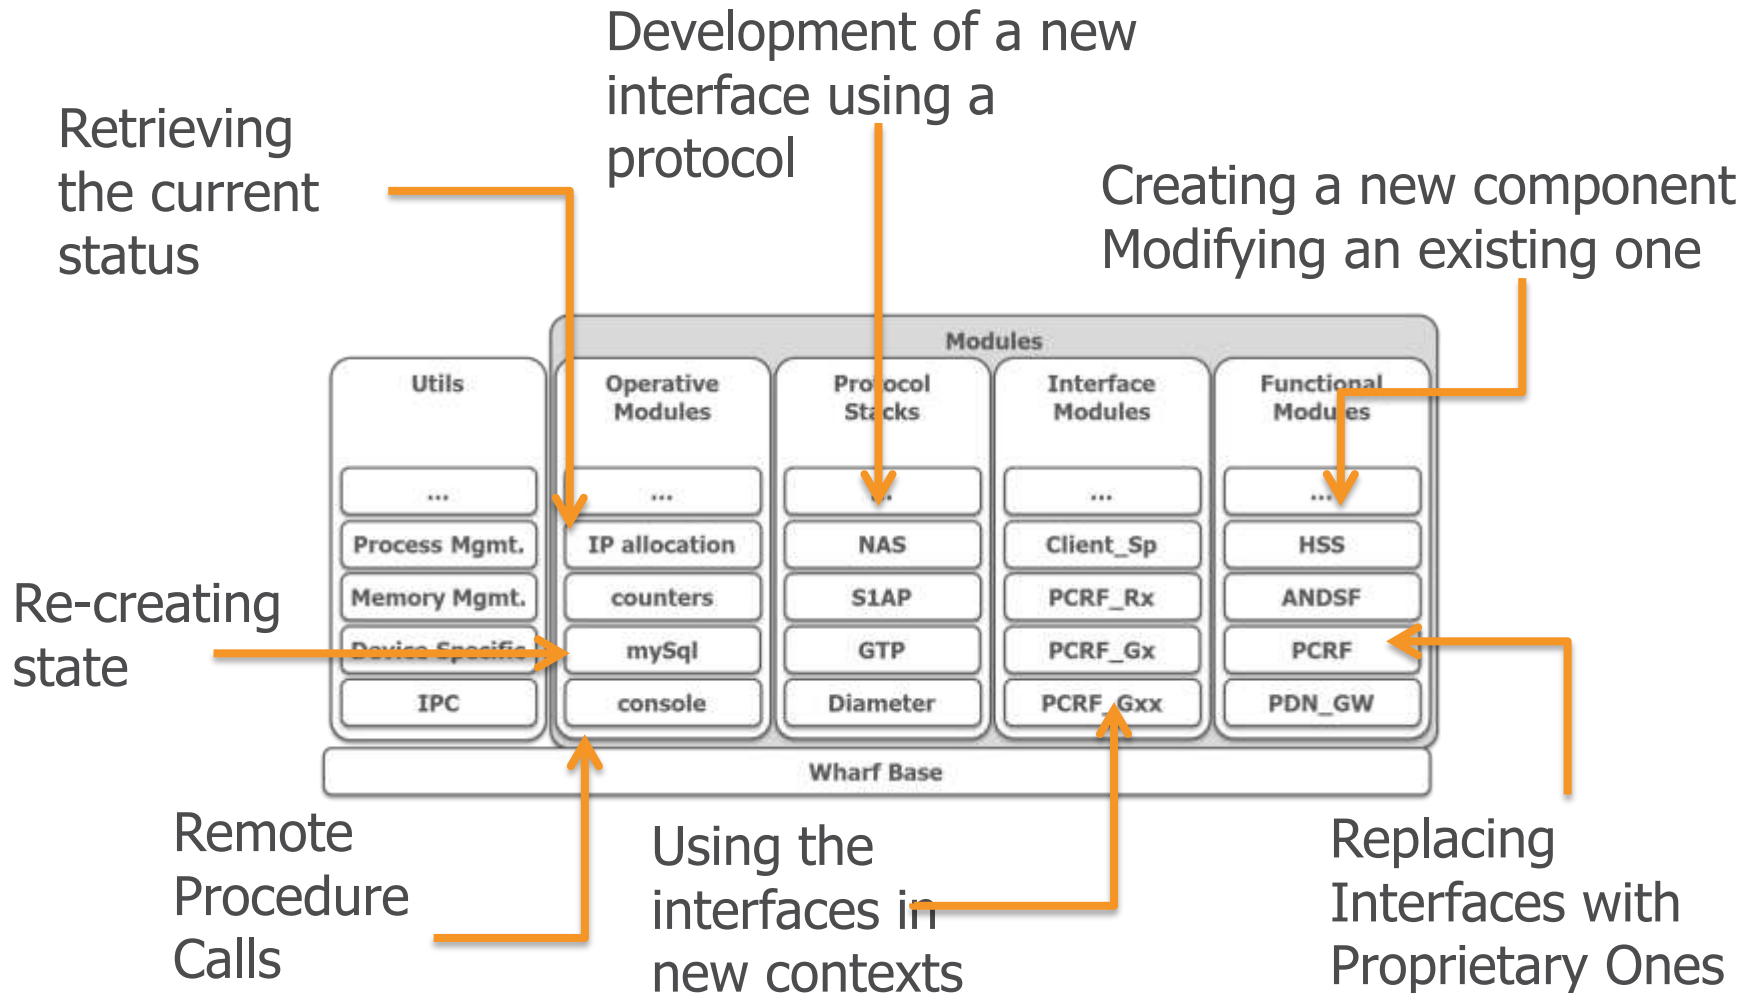 Development of a new
interface using a
protocol
Retrieving
the current
status
Creating a new component
Modifying an existing one
Modules
Utils
Operative
Modules
Protocol
Stacks
Interface
Modules
Functional
Modules
...
...
...
...
...
Process Mgmt.
IP allocation
NAS
Client_Sp
HSS
Memory Mgmt.
counters
S1AP
PCRF_Rx
ANDSF
Device Specific
mySql
GTP
PCRF_Gx
PCRF
IPC
console
Diameter
PCRF_Gxx
PDN_GW
Wharf Base
Re-creating
state
Remote
Procedure
Calls
Using the
interfaces in
new contexts
Replacing
Interfaces with
Proprietary Ones